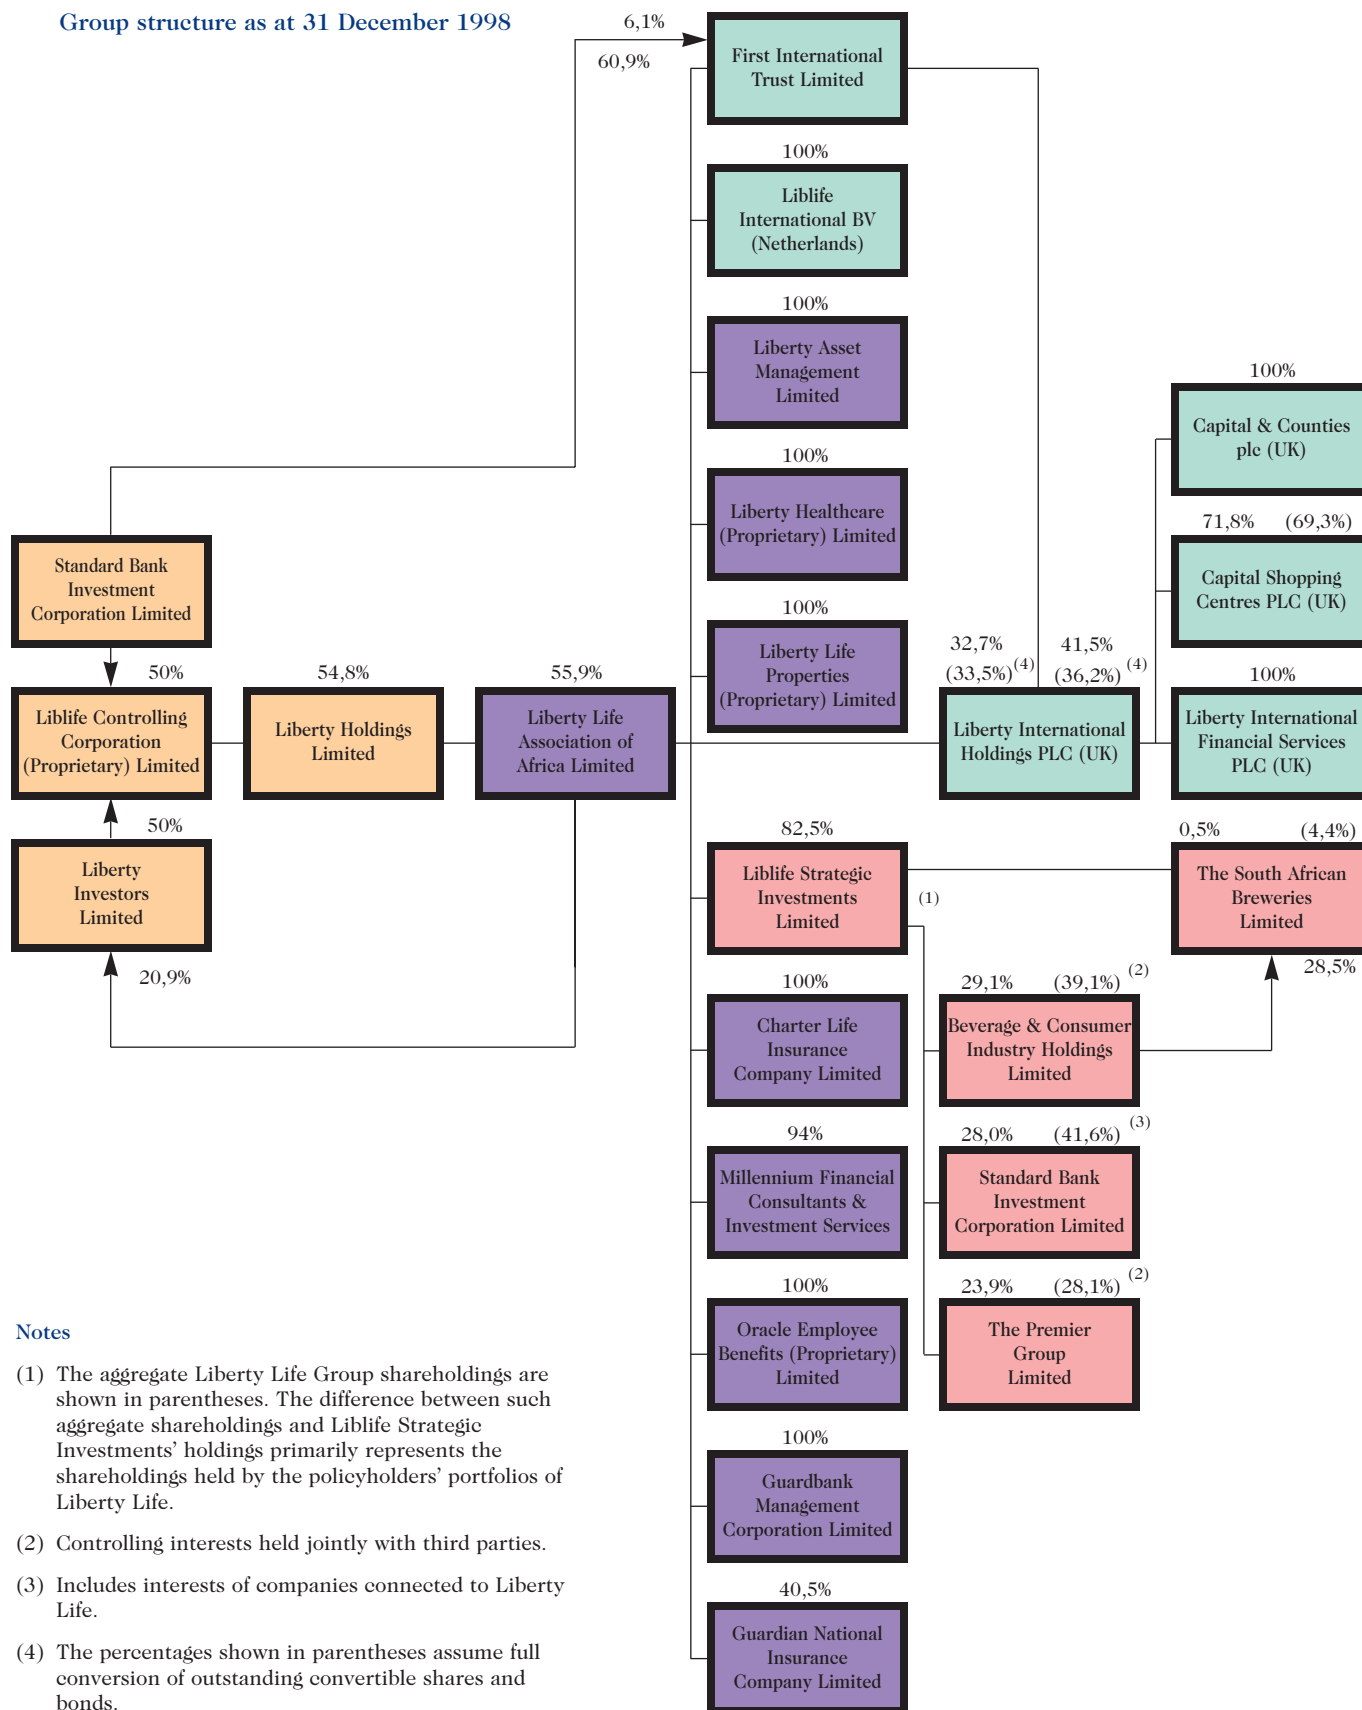 Group structure as at 31 December 1998
6,1%
60,9%
First International
Trust Limited
100%
Liblife
International BV
(Netherlands)
100%
Liberty Asset
Management
Limited
100%
Liberty Healthcare
(Proprietary) Limited
100%
Liberty Life
Properties
(Proprietary) Limited
Standard Bank
Investment
Corporation Limited
50%
Liblife Controlling
Corporation
(Proprietary) Limited
50%
Liberty
Investors
Limited
20,9%
54,8%
Liberty Holdings
Limited
55,9%
Liberty Life
Association of
Africa Limited
32,7% 41,5%
(33,5%)(4) (36,2%)(4)
Liberty International
Holdings PLC (UK)
100%
Capital & Counties
plc (UK)
71,8% (69,3%)
Capital Shopping
Centres PLC (UK)
100%
Liberty International
Financial Services
PLC (UK)
82,5%
Liblife Strategic
Investments
Limited
(1)
0,5% (4,4%)
The South African
Breweries
Limited
28,5%
100%
Charter Life
Insurance
Company Limited
29,1% (39,1%)(2)
Beverage & Consumer
Industry Holdings
Limited
94%
Millennium Financial
Consultants &
Investment Services
28,0% (41,6%)(3)
Standard Bank
Investment
Corporation Limited
100%
Oracle Employee
Benefits (Proprietary)
Limited
23,9% (28,1%)(2)
The Premier
Group
Limited
100%
Guardbank
Management
Corporation Limited
40,5%
Guardian National
Insurance
Company Limited
Notes
(1) The aggregate Liberty Life Group shareholdings are
shown in parentheses. The difference between such
aggregate shareholdings and Liblife Strategic
Investments' holdings primarily represents the
shareholdings held by the policyholders' portfolios of
Liberty Life.
(2) Controlling interests held jointly with third parties.
(3) Includes interests of companies connected to Liberty
Life.
(4) The percentages shown in parentheses assume full
conversion of outstanding convertible shares and
bonds.